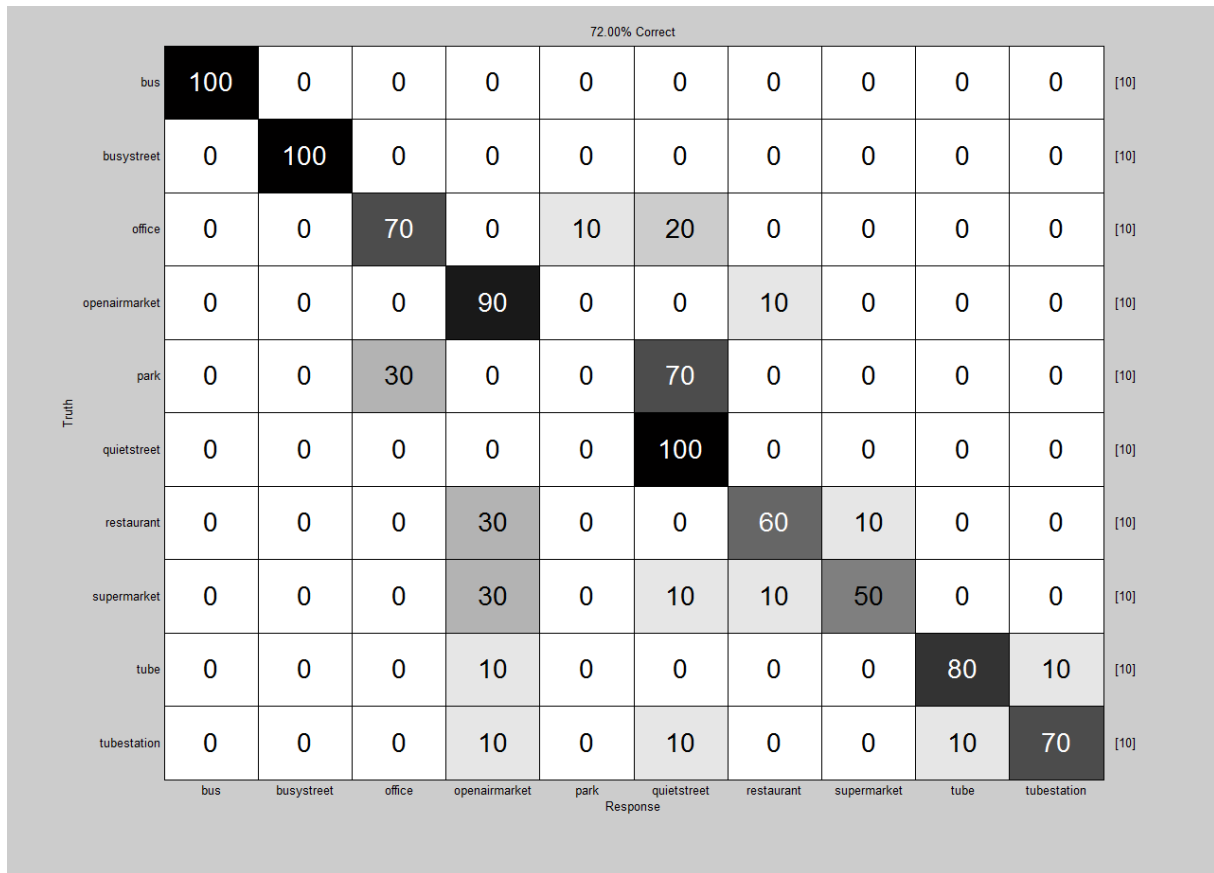 72.00% Correct
bus 100 0 0 0 0 0 0 0 0 0 [10]
busystreet 0 100 0 0 0 0 0 0 0 0 [10]
office 0 0 70 0 10 20 0 0 0 0 [10]
openairmarket 0 0 0 90 0 0 10 0 0 0 [10]
park 0 0 30 0 0 70 0 0 0 0 [10]
Truth
quietstreet 0 0 0 0 0 100 0 0 0 0 [10]
restaurant 0 0 0 30 0 0 60 10 0 0 [10]
supermarket 0 0 0 30 0 10 10 50 0 0 [10]
tube 0 0 0 10 0 0 0 0 80 10 [10]
tubestation 0 0 0 10 0 10 0 0 10 70 [10]
bus busystreet office openairmarket park quietstreet restaurant supermarket tube tubestation
Response